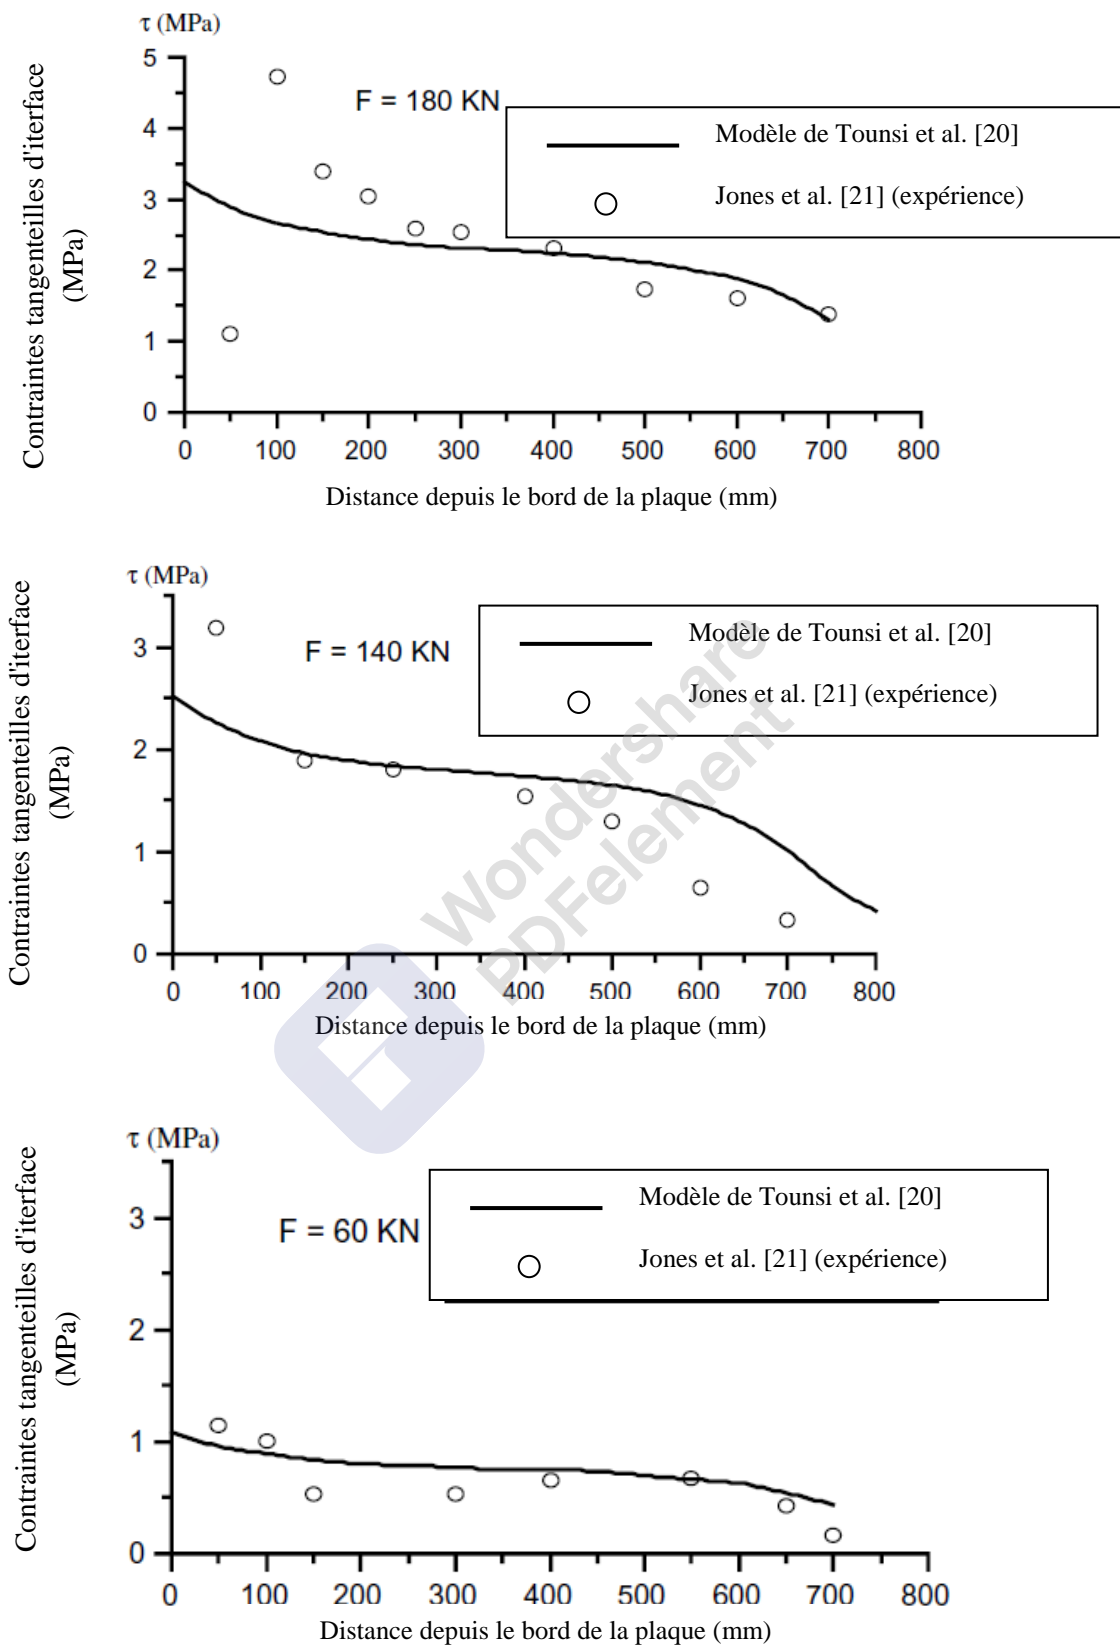 τ (MPa)
Contraintes tangenteilles d'iterface
(MPa)
5
4
3
2
1
0
F = 180 KN
Modèle de Tounsi et al. [20]
Jones et al. [21] (expérience)
0 100 200 300 400 500 600 700 800
Distance depuis le bord de la plaque (mm)
τ (MPa)
Contraintes tangenteilles d'iterface
(MPa)
3
2
1
0
F = 140 KN
Modèle de Tounsi et al. [20]
Jones et al. [21] (expérience)
0 100 200 300 400 500 600 700 800
Distance depuis le bord de la plaque (mm)
Wondershare
PDFelement
τ (MPa)
Contraintes tangenteilles d'iterface
(MPa)
3
2
1
0
F = 60 KN
Modèle de Tounsi et al. [20]
Jones et al. [21] (expérience)
0 100 200 300 400 500 600 700 800
Distance depuis le bord de la plaque (mm)